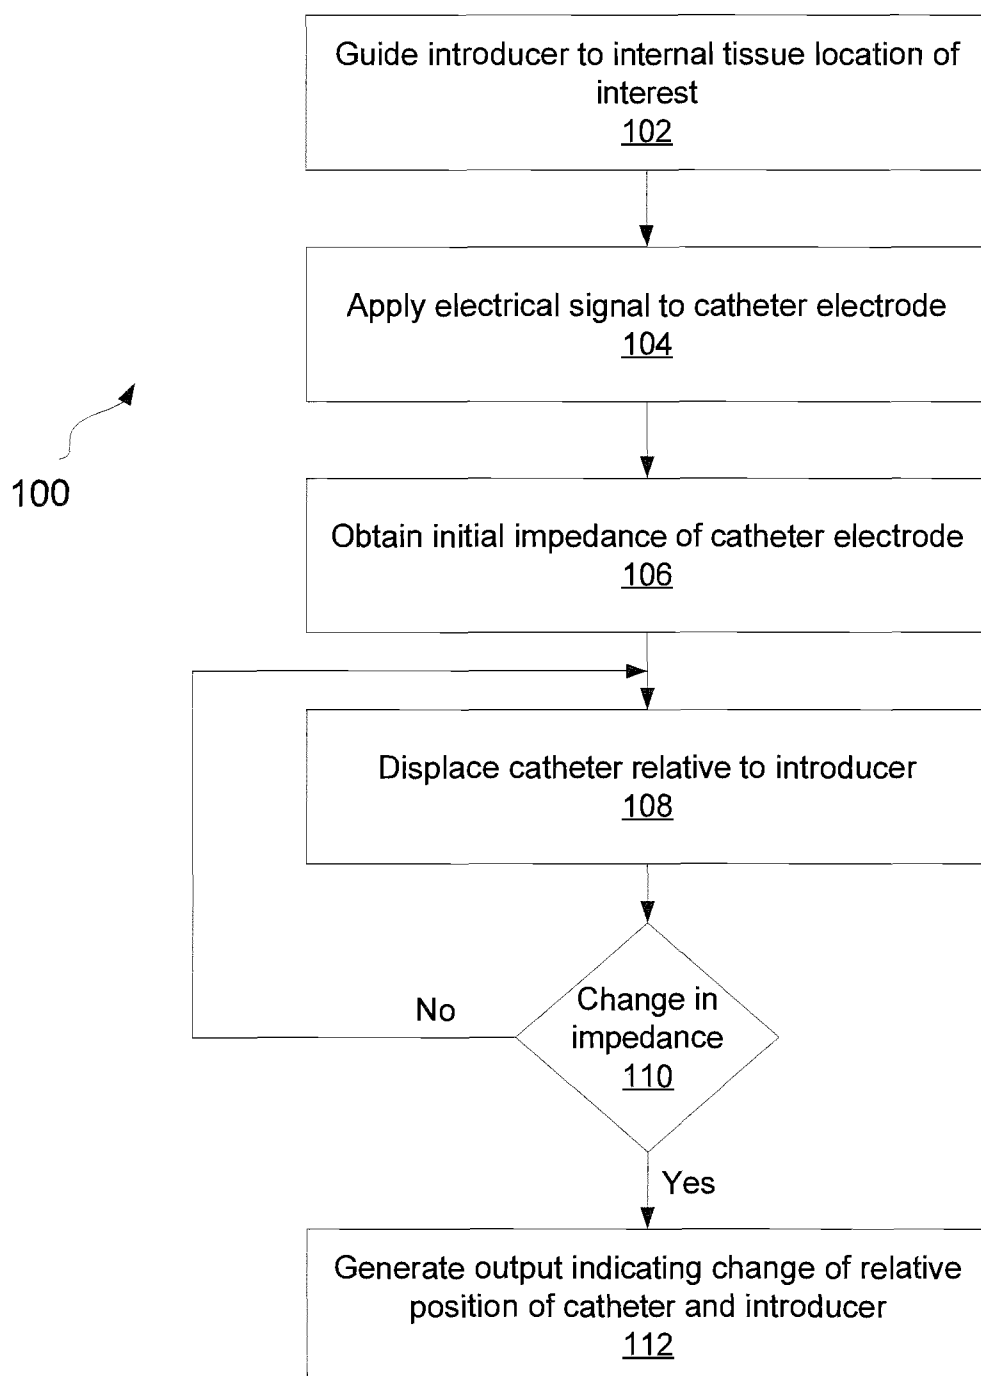 Guide introducer to internal tissue location of
interest
102
Apply electrical signal to catheter electrode
104
100
Obtain initial impedance of catheter electrode
106
Displace catheter relative to introducer
108
No
Change in
impedance
110
Yes
Generate output indicating change of relative
position of catheter and introducer
112